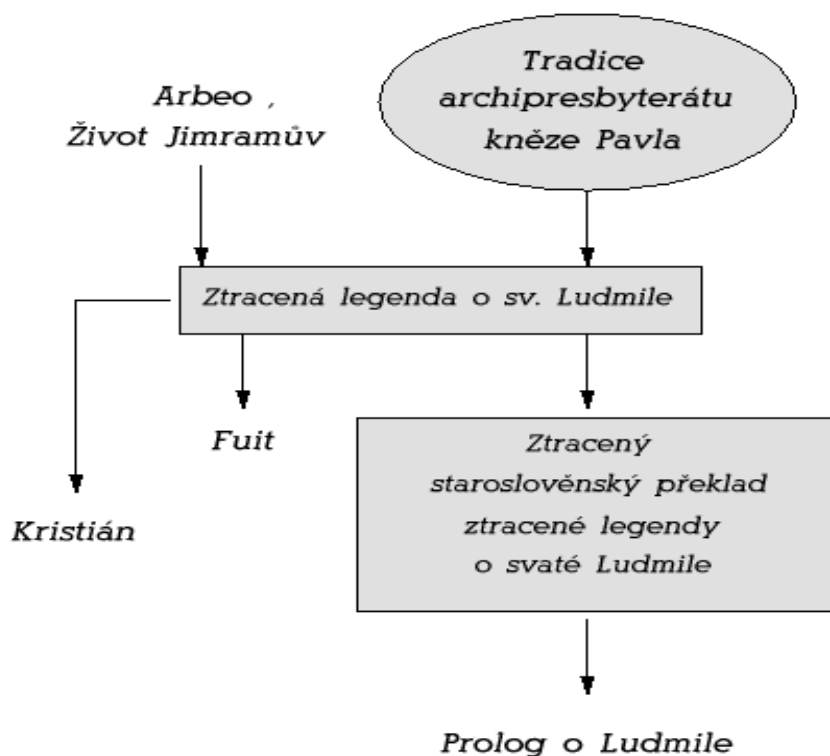 Arbeo ,
Život Jimramův
Tradice
archipresbyterátu
kněze Pavla
Ztracená legenda o sv. Ludmile
Fuit
Kristián
Ztracený
staroslověnský překlad
ztracené legendy
o svaté Ludmile
Prolog o Ludmile